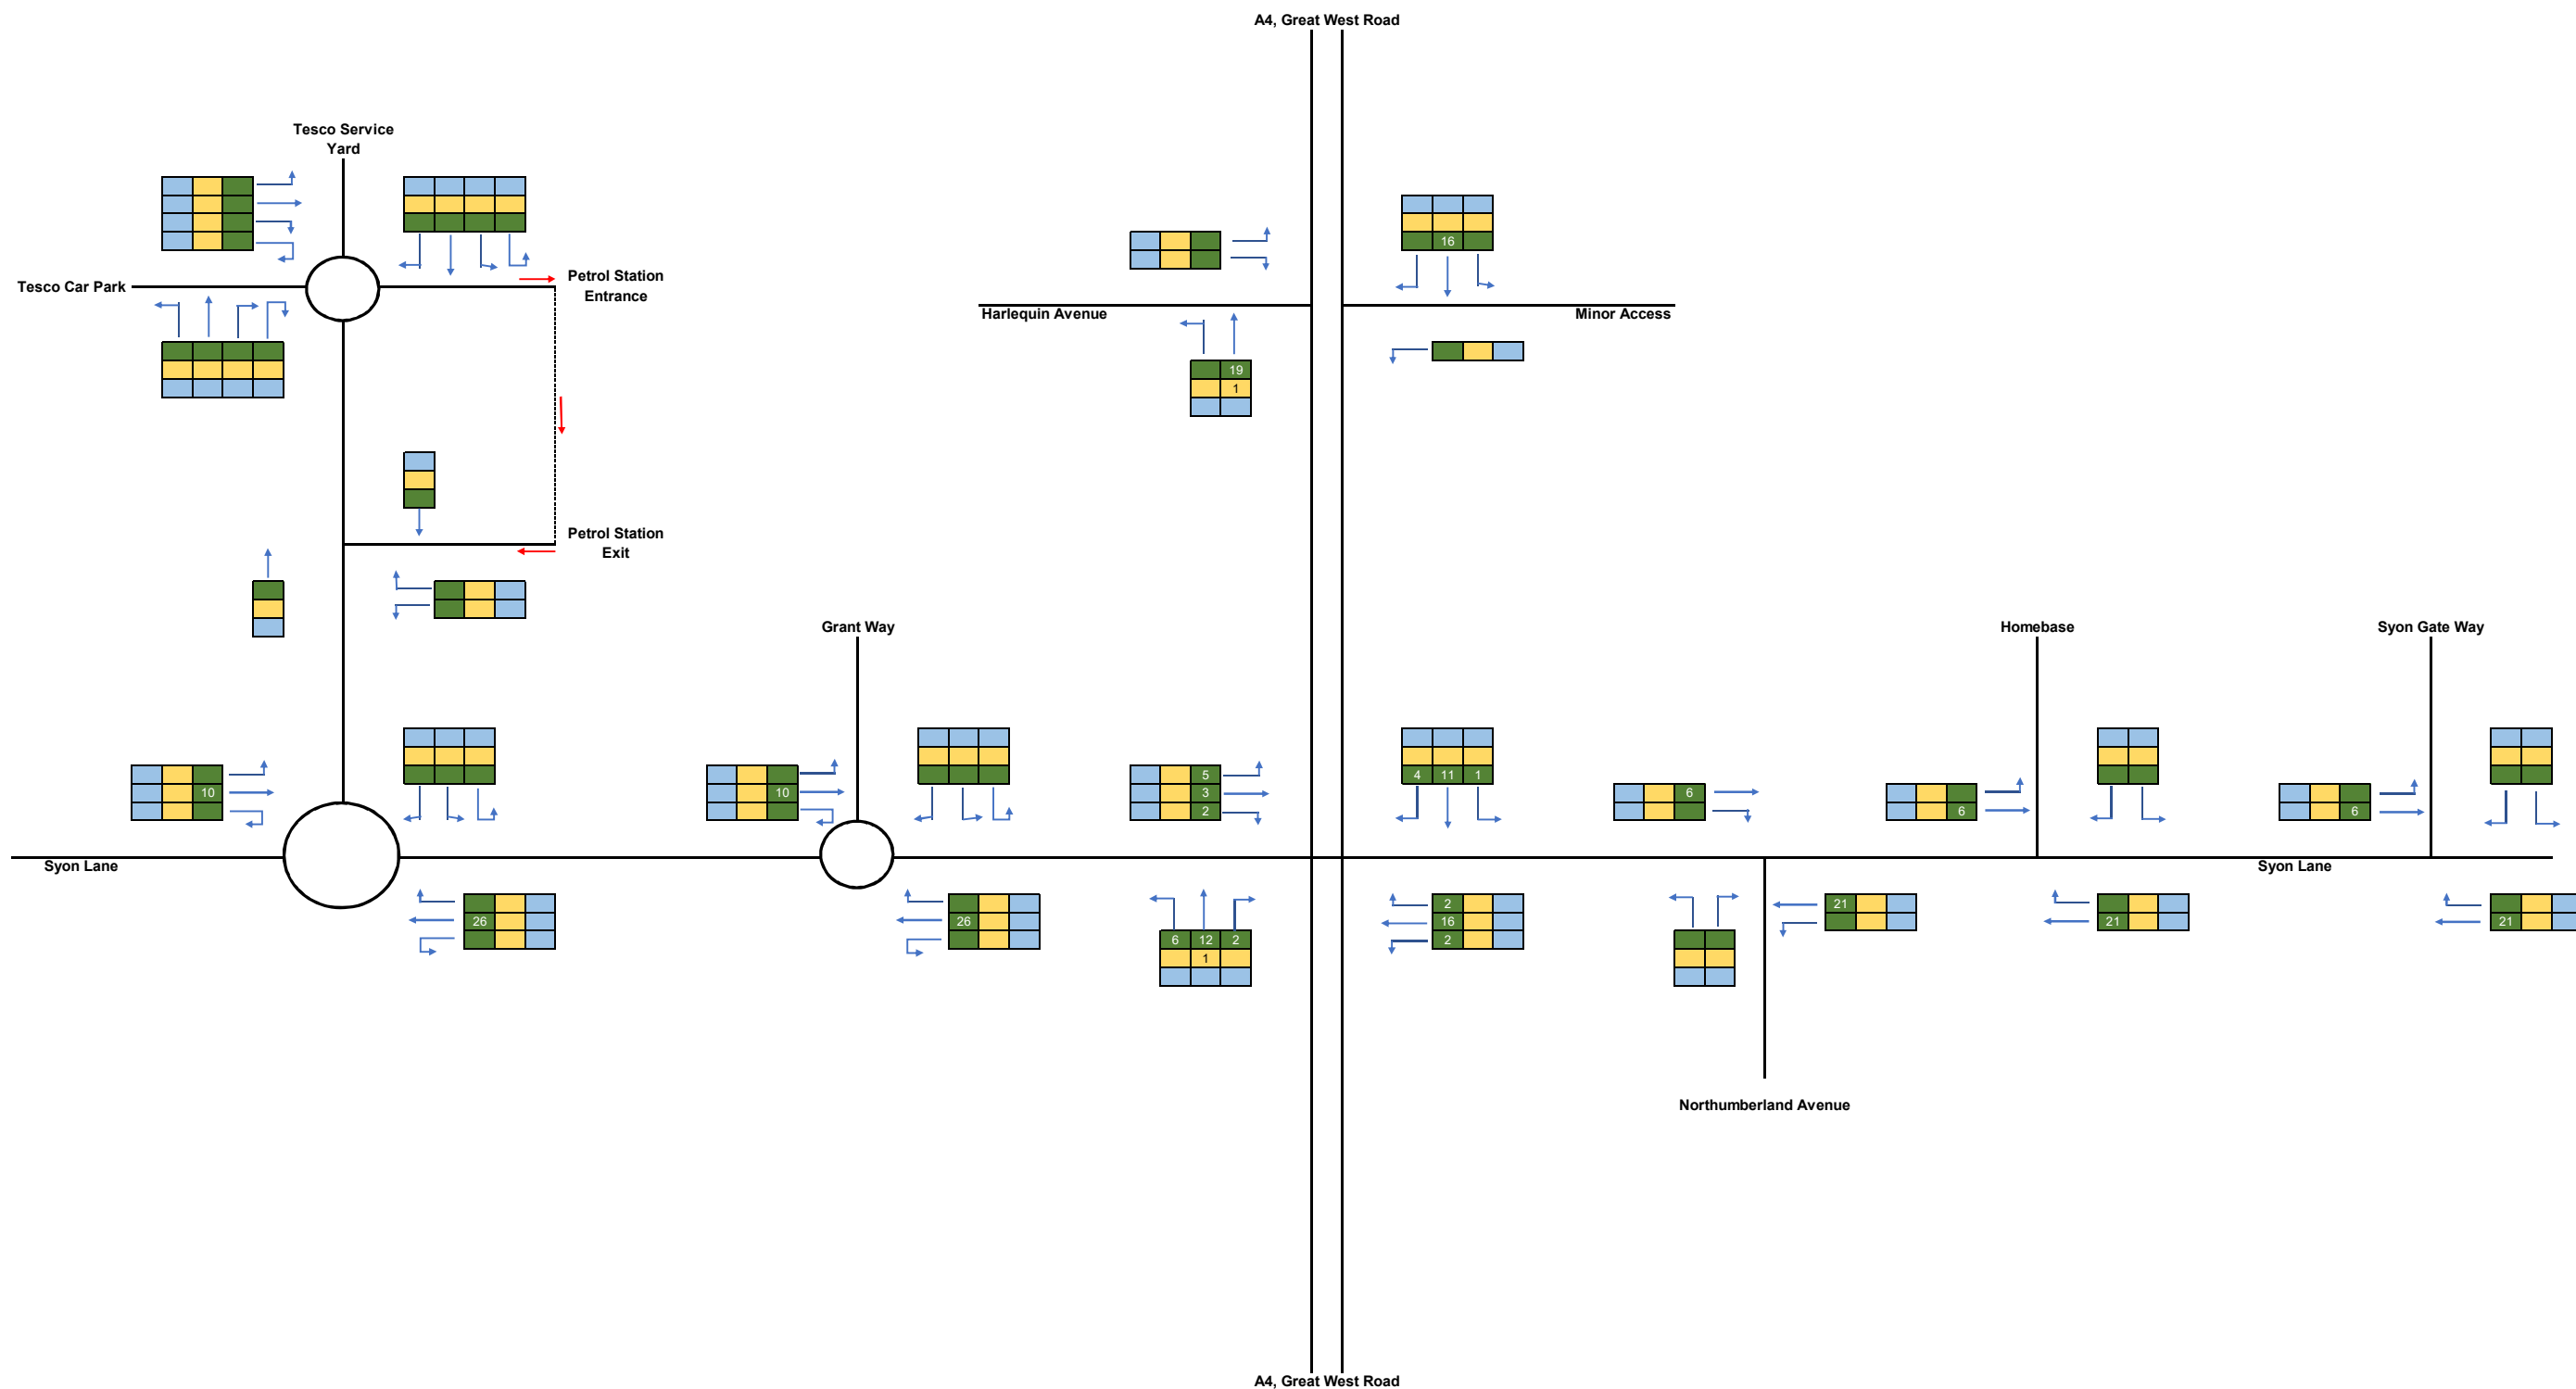 A4, Great West Road
Tesco Service
Yard
16
Petrol Station
Entrance
Tesco Car Park
Harlequin Avenue
Minor Access
19
1
Petrol Station
Exit
Grant Way
Homebase
Syon Gate Way
10
10
5
3
2
4 11 1
6
6
6
Syon Lane
Syon Lane
26
26
6 12 2
1
2
16
2
21
21
21
Northumberland Avenue
A4, Great West Road